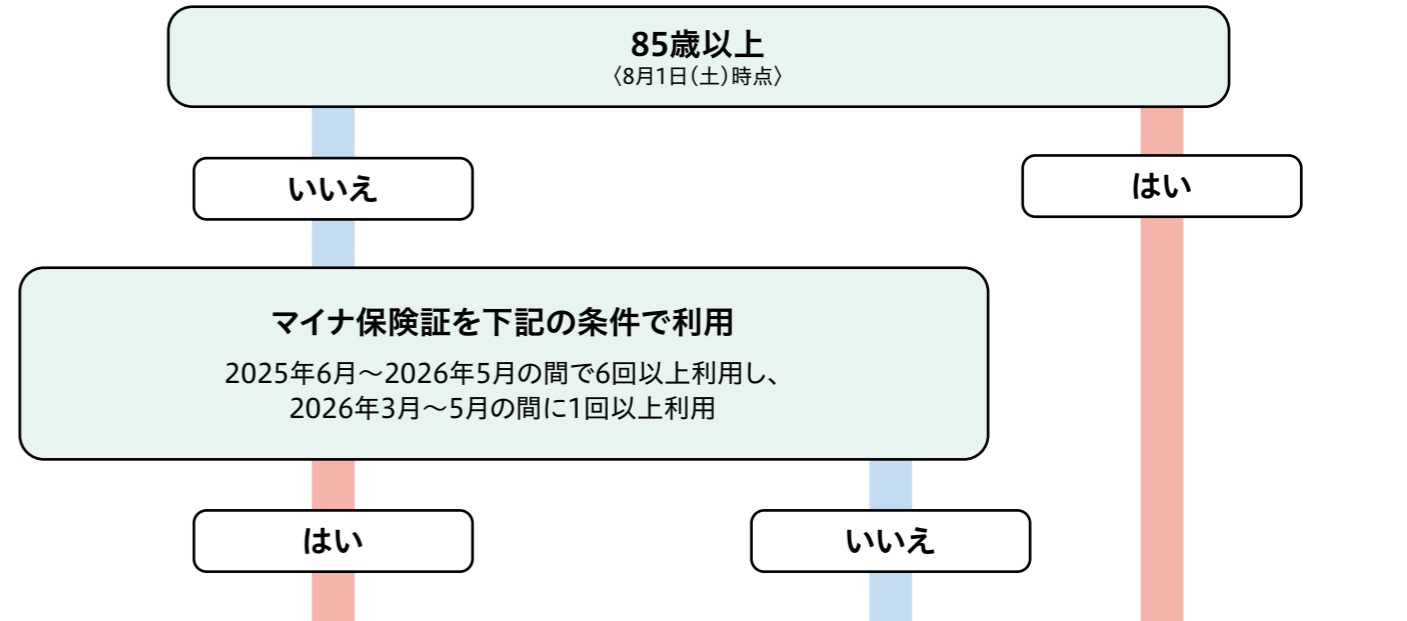 85歳以上
〈8月1日(土)時点〉
いいえ
はい
マイナ保険証を下記の条件で利用
2025年6月～2026年5月の間で6回以上利用し、
2026年3月～5月の間に1回以上利用
はい
いいえ